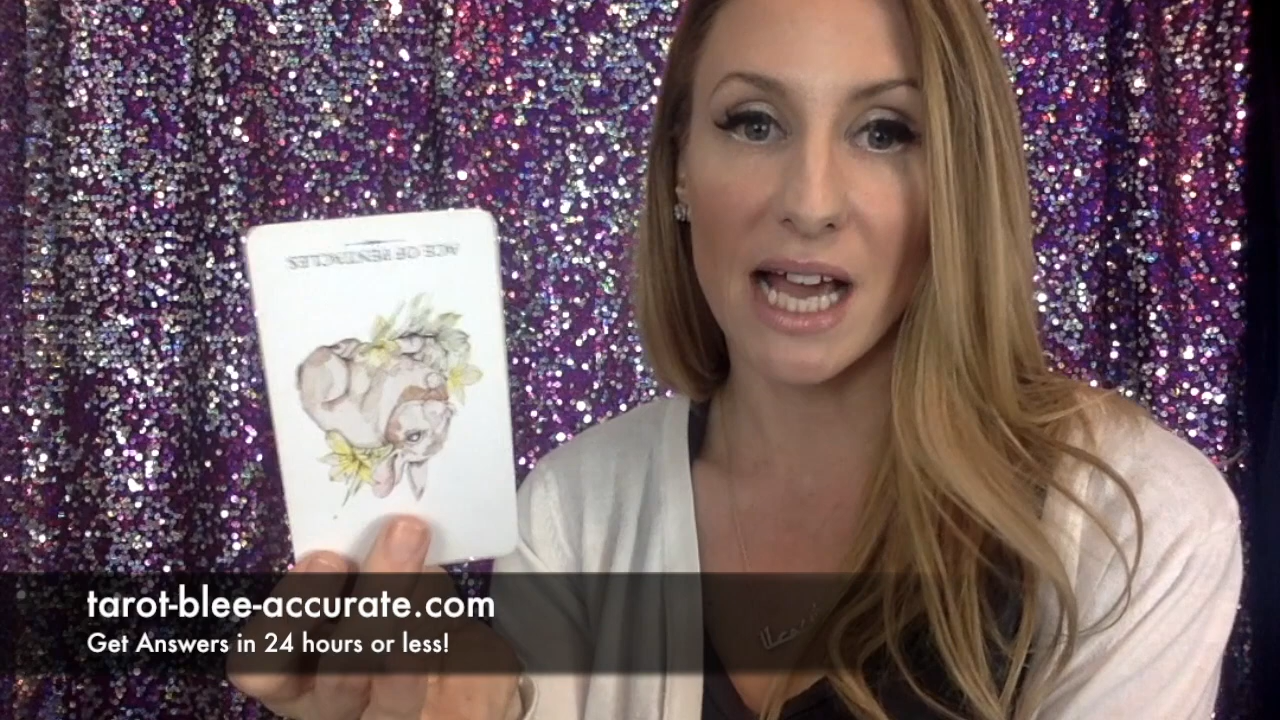 ACE OF PENTACLES
tarot-blee-accurate.com
Get Answers in 24 hours or less!